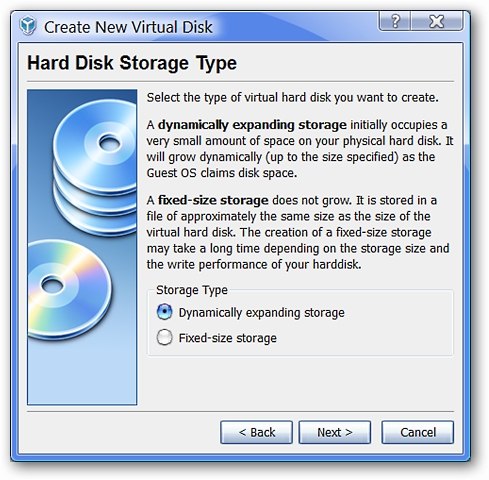 Create New Virtual Disk
?
Hard Disk Storage Type
Select the type of virtual hard disk you want to create.
A dynamically expanding storage initially occupies a
very small amount of space on your physical hard disk. It
will grow dynamically (up to the size specified) as the
Guest OS claims disk space.
A fixed-size storage does not grow. It is stored in a
file of approximately the same size as the size of the
virtual hard disk. The creation of a fixed-size storage
may take a long time depending on the storage size and
the write performance of your harddisk.
Storage Type
Dynamically expanding storage
Fixed-size storage
< Back
Next >
Cancel